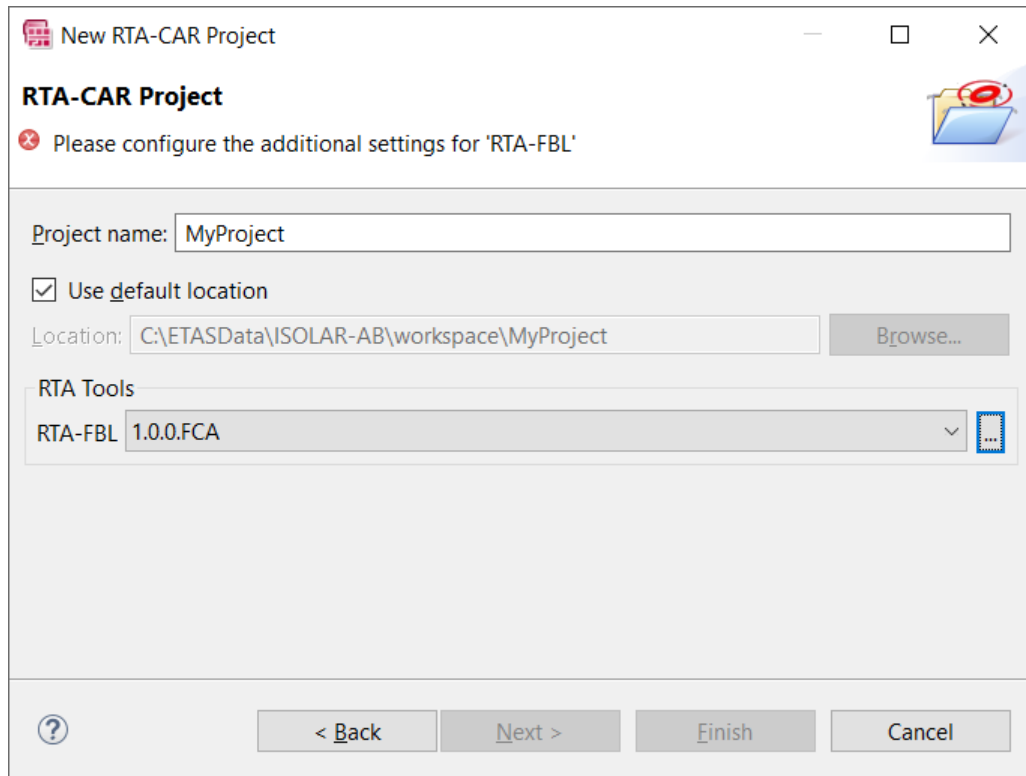 New RTA-CAR Project
RTA-CAR Project
Please configure the additional settings for 'RTA-FBL'
Project name: MyProject
Use default location
Location: C:\ETASData\ISOLAR-AB\workspace\MyProject Browse...
RTA Tools
RTA-FBL 1.0.0.FCA ...
< Back Next > Finish Cancel